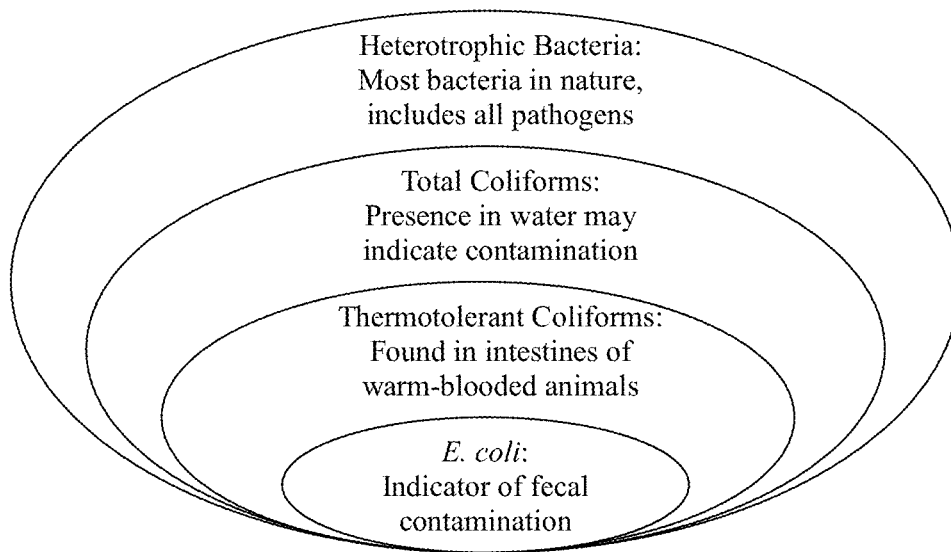 Heterotrophic Bacteria:
Most bacteria in nature,
includes all pathogens
Total Coliforms:
Presence in water may
indicate contamination
Thermotolerant Coliforms:
Found in intestines of
warm-blooded animals
E. coli:
Indicator of fecal
contamination